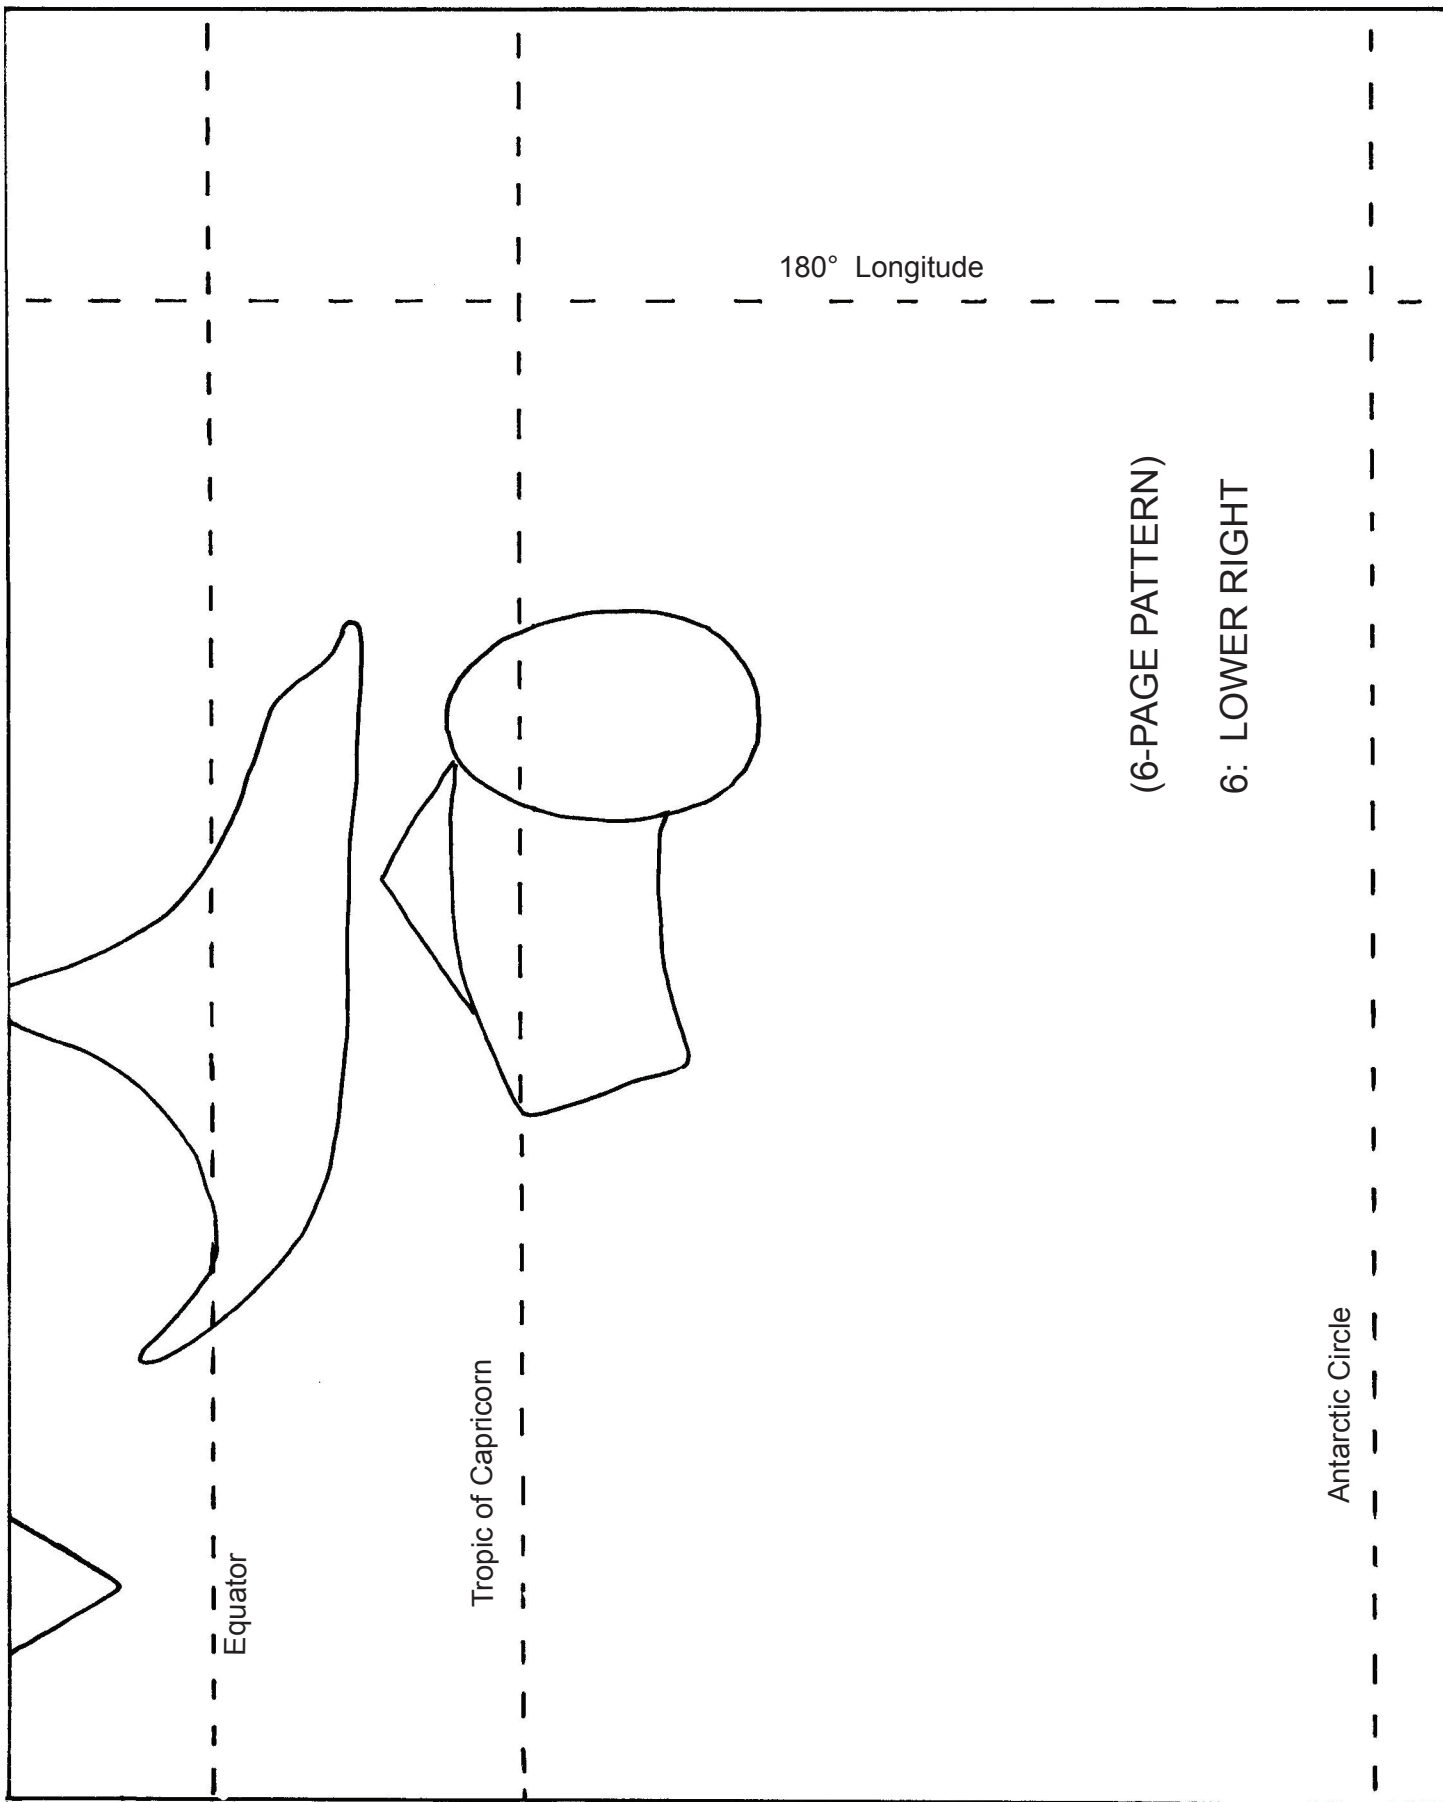 180° Longitude
(6-PAGE PATTERN)
6: LOWER RIGHT
Equator
Tropic of Capricorn
Antarctic Circle